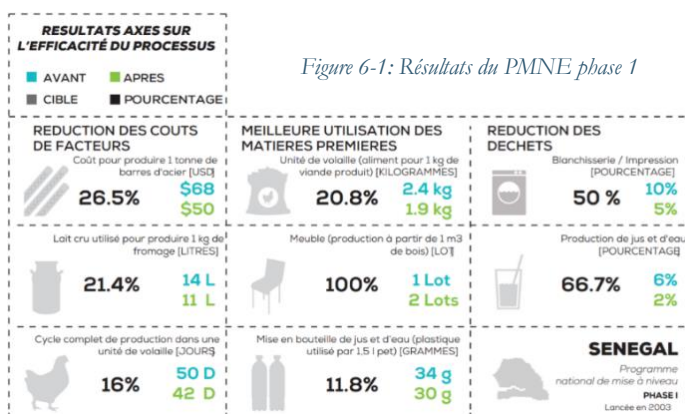 RESULTATS AXES SUR
L'EFFICACITÉ DU PROCESSUS
AVANT
APRES
CIBLE
POURCENTAGE
Figure 6-1: Résultats du PMNE phase 1
REDUCTION DES COUTS
DE FACTEURS
Coût pour produire 1 tonne de
barres d'acier [USD]
26.5%
$68
$50
Lait cru utilisé pour produire 1 kg de
fromage [LITRES]
21.4%
14 L
11 L
Cycle complet de production dans une
unité de volaille [JOURS]
16%
50 D
42 D
MEILLEURE UTILISATION DES
MATIERES PREMIERES
Unité de volaille (aliment pour 1 kg de
viande produit) [KILOGRAMMES]
20.8%
2.4 kg
1.9 kg
Meuble (production à partir de 1 m3
de bois) [LOT]
100%
1 Lot
2 Lots
Mise en bouteille de jus et d'eau (plastique
utilisé par 1,5 l pet) [GRAMMES]
11.8%
34 g
30 g
REDUCTION DES
DECHETS
Blanchisserie / Impression
[POURCENTAGE]
50 %
10%
5%
Production de jus et d'eau
[POURCENTAGE]
66.7%
6%
2%
SENEGAL
Programme
national de mise à niveau
PHASE I
Lancée en 2003